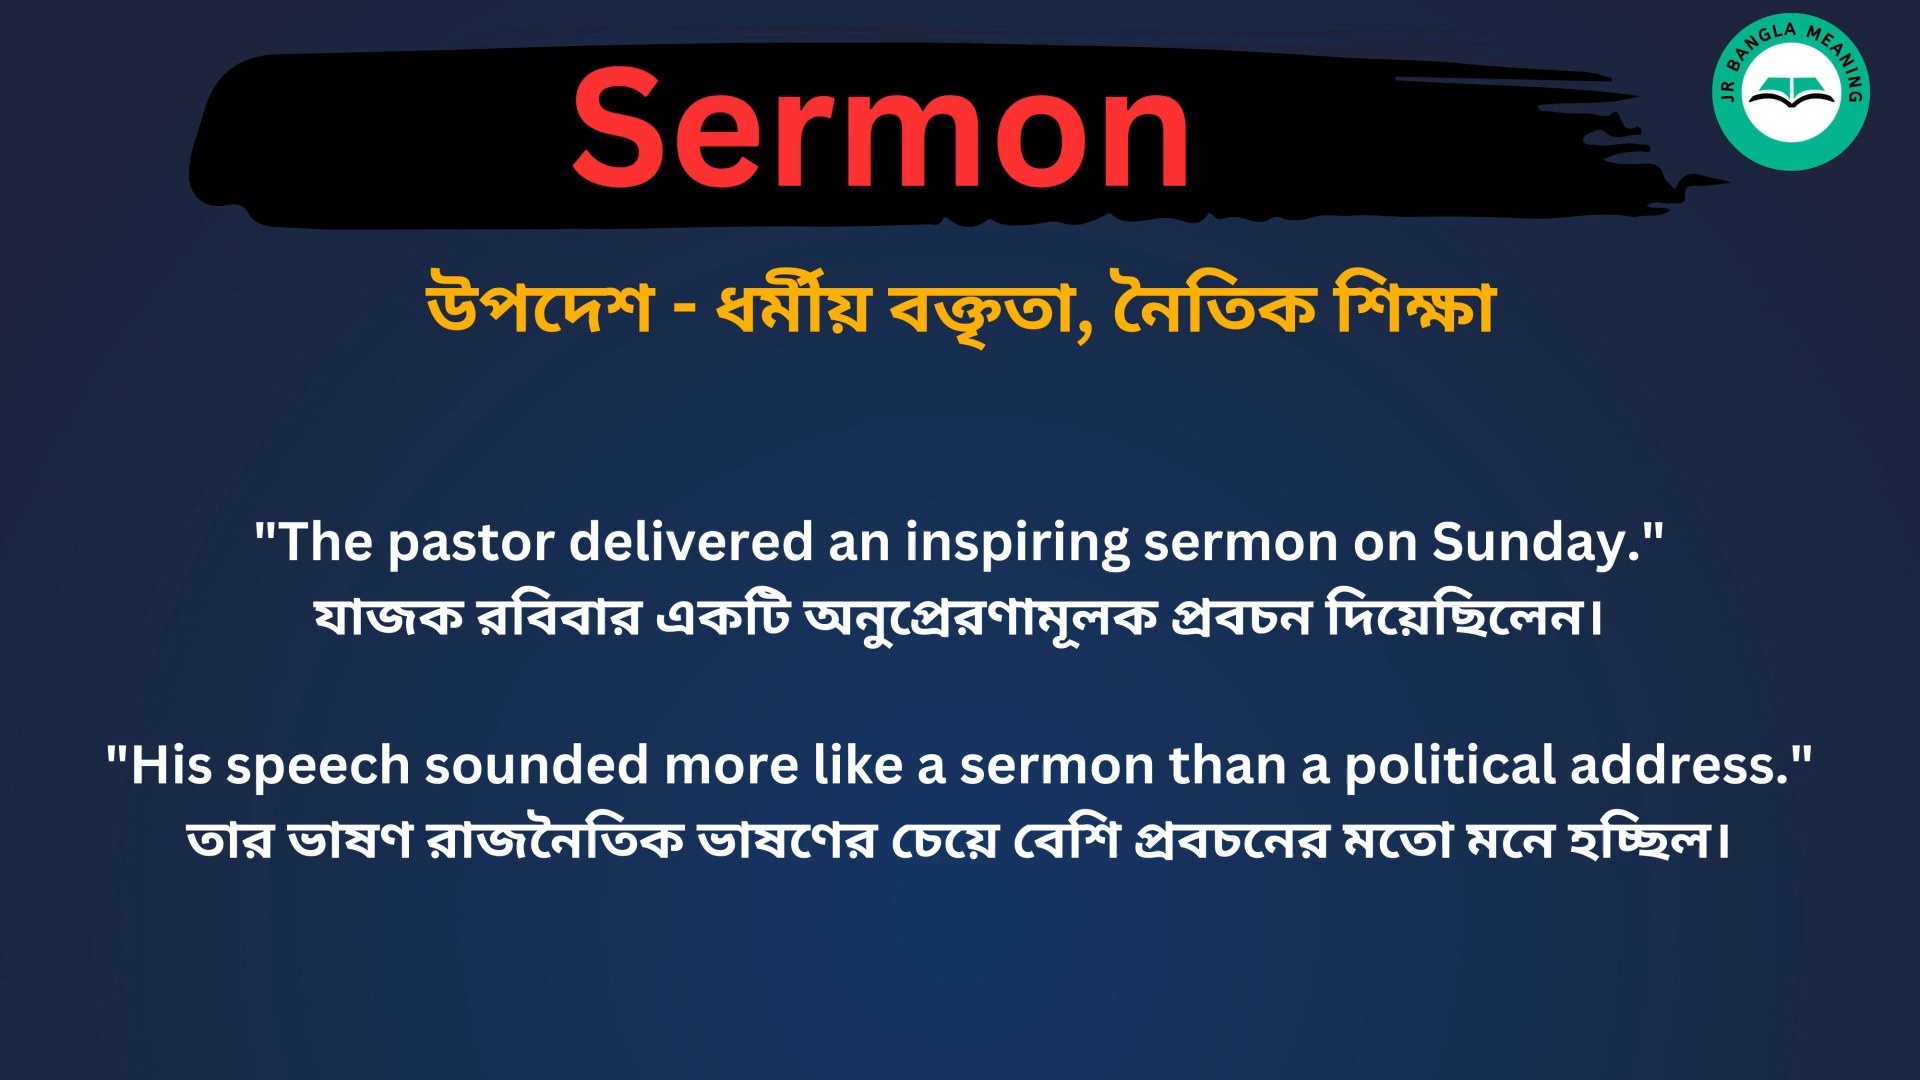 Sermon
JR BANGLA MEANING
উপদেশ - ধর্মীয় বক্তৃতা, নৈতিক শিক্ষা
"The pastor delivered an inspiring sermon on Sunday."
যাজক রবিবার একটি অনুপ্রেরণামূলক প্রবচন দিয়েছিলেন।
"His speech sounded more like a sermon than a political address."
তার ভাষণ রাজনৈতিক ভাষণের চেয়ে বেশি প্রবচনের মতো মনে হচ্ছিল।